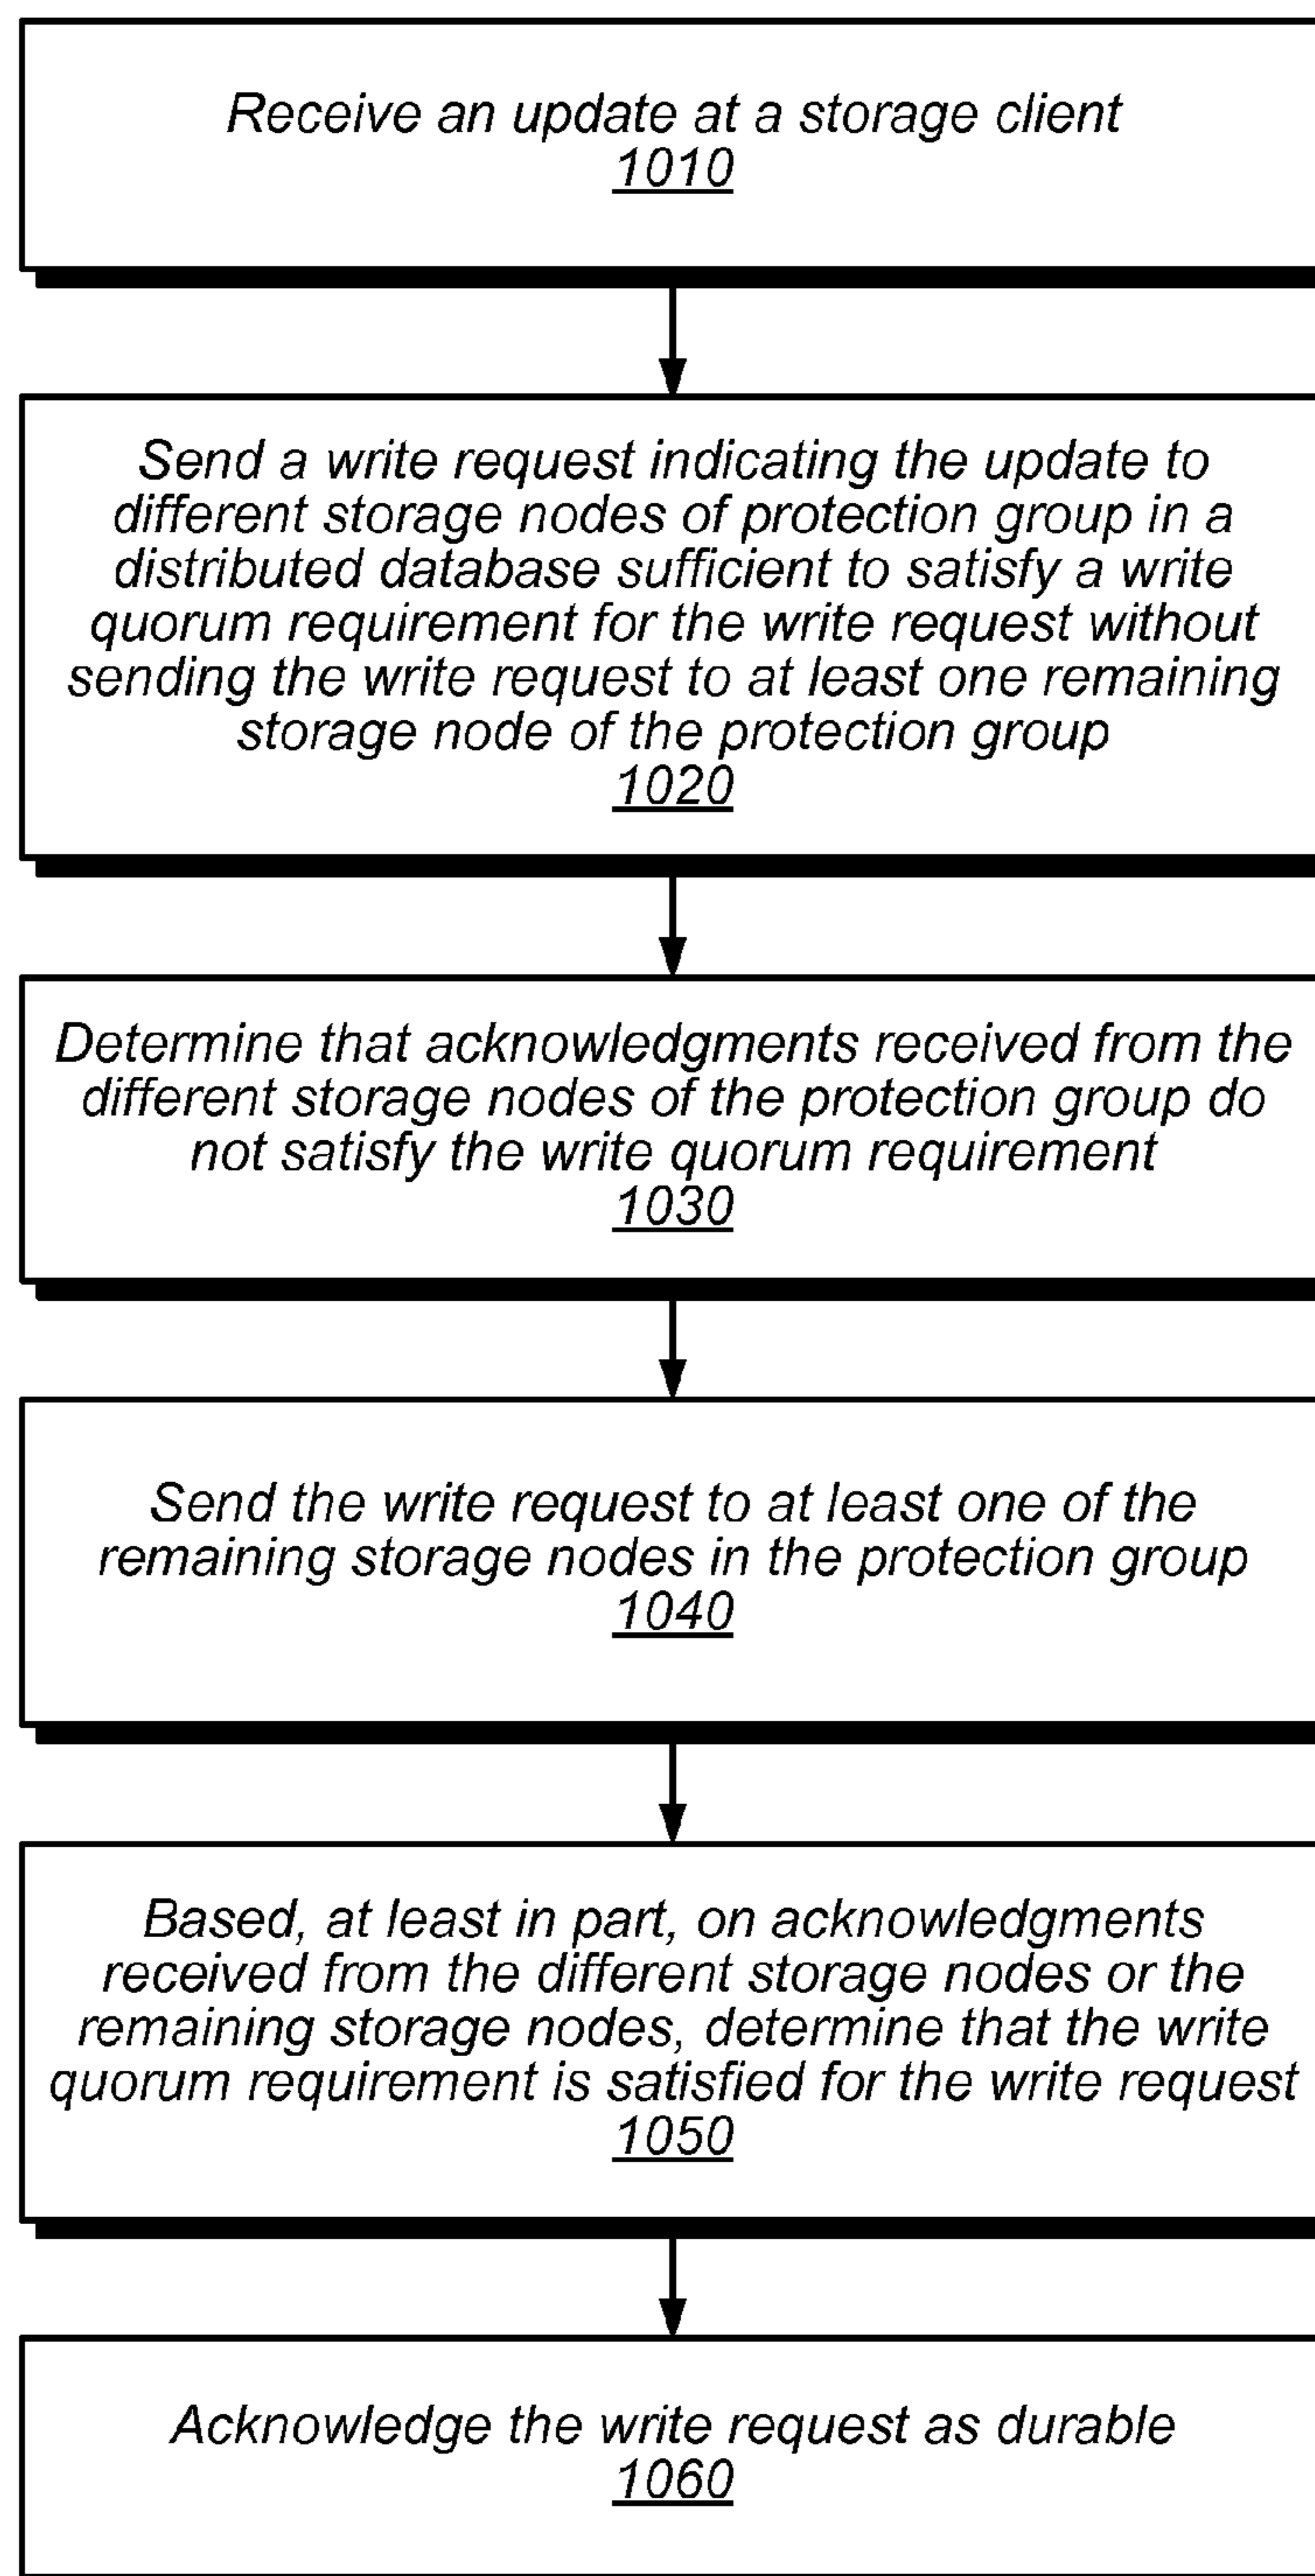 Receive an update at a storage client
1010
Send a write request indicating the update to
different storage nodes of protection group in a
distributed database sufficient to satisfy a write
quorum requirement for the write request without
sending the write request to at least one remaining
storage node of the protection group
1020
Determine that acknowledgments received from the
different storage nodes of the protection group do
not satisfy the write quorum requirement
1030
Send the write request to at least one of the
remaining storage nodes in the protection group
1040
Based, at least in part, on acknowledgments
received from the different storage nodes or the
remaining storage nodes, determine that the write
quorum requirement is satisfied for the write request
1050
Acknowledge the write request as durable
1060